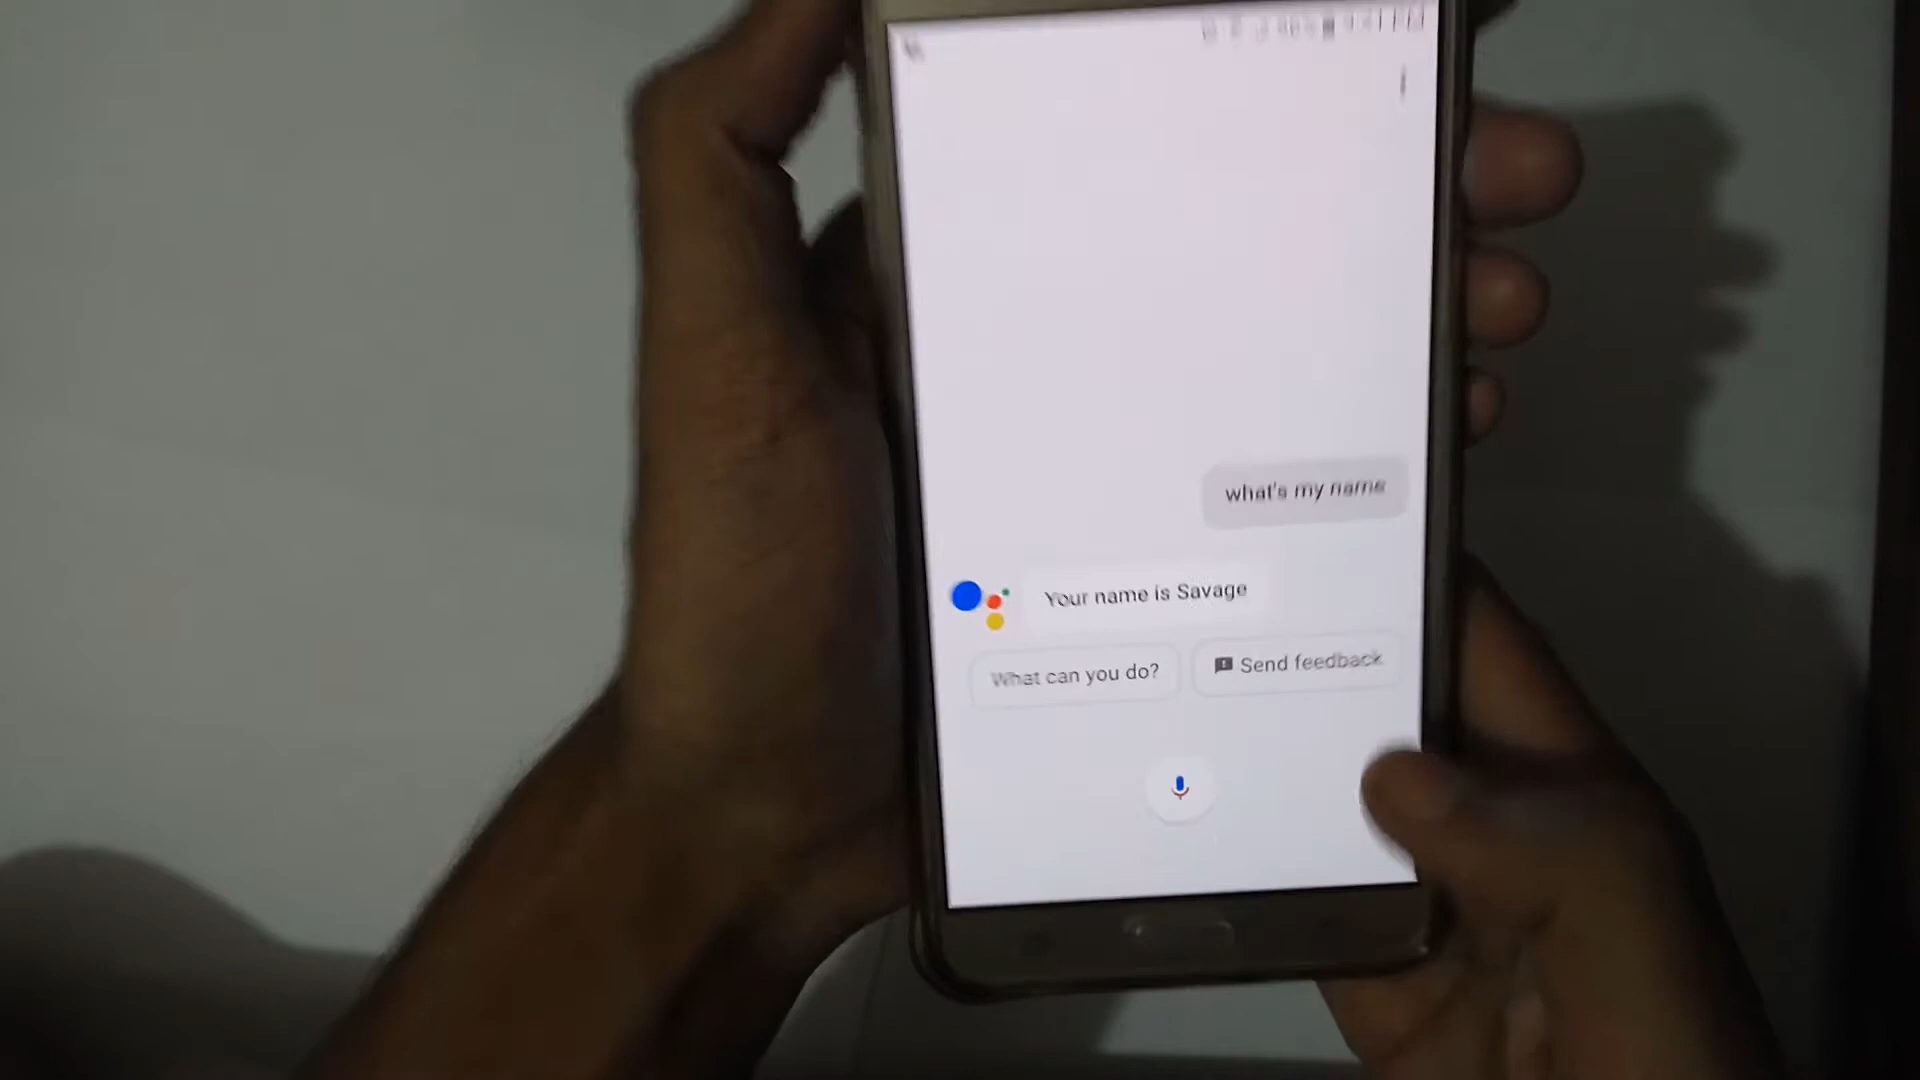 what's my name
Your name is Savage
What can you do?
Send feedback